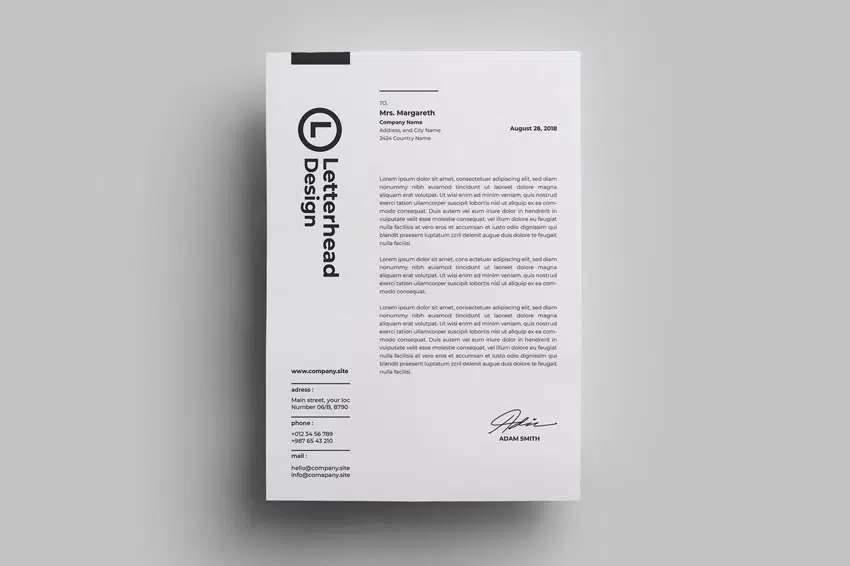 L
Letterhead
Design
www.company.site
adress :
Main street, your loc
Number 06/B, 8790
phone :
+012 34 56 789
+987 65 43 210
mail :
hello@company.site
info@comapany.site
TO.
Mrs. Margareth
Company Name
Address, and City Name
2424 Country Name
August 28, 2018
Lorem ipsum dolor sit amet, consectetuer adipiscing elit, sed diam
nonummy nibh euismod tincidunt ut laoreet dolore magna
aliquam erat volutpat. Ut wisi enim ad minim veniam, quis nostrud
exerci tation ullamcorper suscipit lobortis nisl ut aliquip ex ea com-
modo consequat. Duis autem vel eum iriure dolor in hendrerit in
vulputate velit esse molestie consequat, vel illum dolore eu feugiat
nulla facilisis at vero eros et accumsan et iusto odio dignissim qui
blandit praesent luptatum zzril delenit augue duis dolore te feugait
nulla facilisi.
Lorem ipsum dolor sit amet, cons ectetuer adipiscing elit, sed diam
nonummy nibh euismod tincidunt ut laoreet dolore magna
aliquam erat volutpat. Ut wisi enim ad minim veniam, quis nostrud
exerci tation ullamcorper suscipit lobortis nisl ut aliquip ex ea com-
modo consequat.
Lorem ipsum dolor sit amet, consectetuer adipiscing elit, sed diam
nonummy nibh euismod tincidunt ut laoreet dolore magna
aliquam erat volutpat. Ut wisi enim ad minim veniam, quis nostrud
exerci tation ullamcorper suscipit lobortis nisl ut aliquip ex ea com-
modo consequat. Duis autem vel eum iriure dolor in hendrerit in
vulputate velit esse molestie consequat, vel illum dolore eu feugiat
nulla facilisis at vero eros et accumsan et iusto odio dignissim qui
blandit praesent luptatum zzril delenit augue duis dolore te feugait
nulla facilisi.
ADAM SMITH